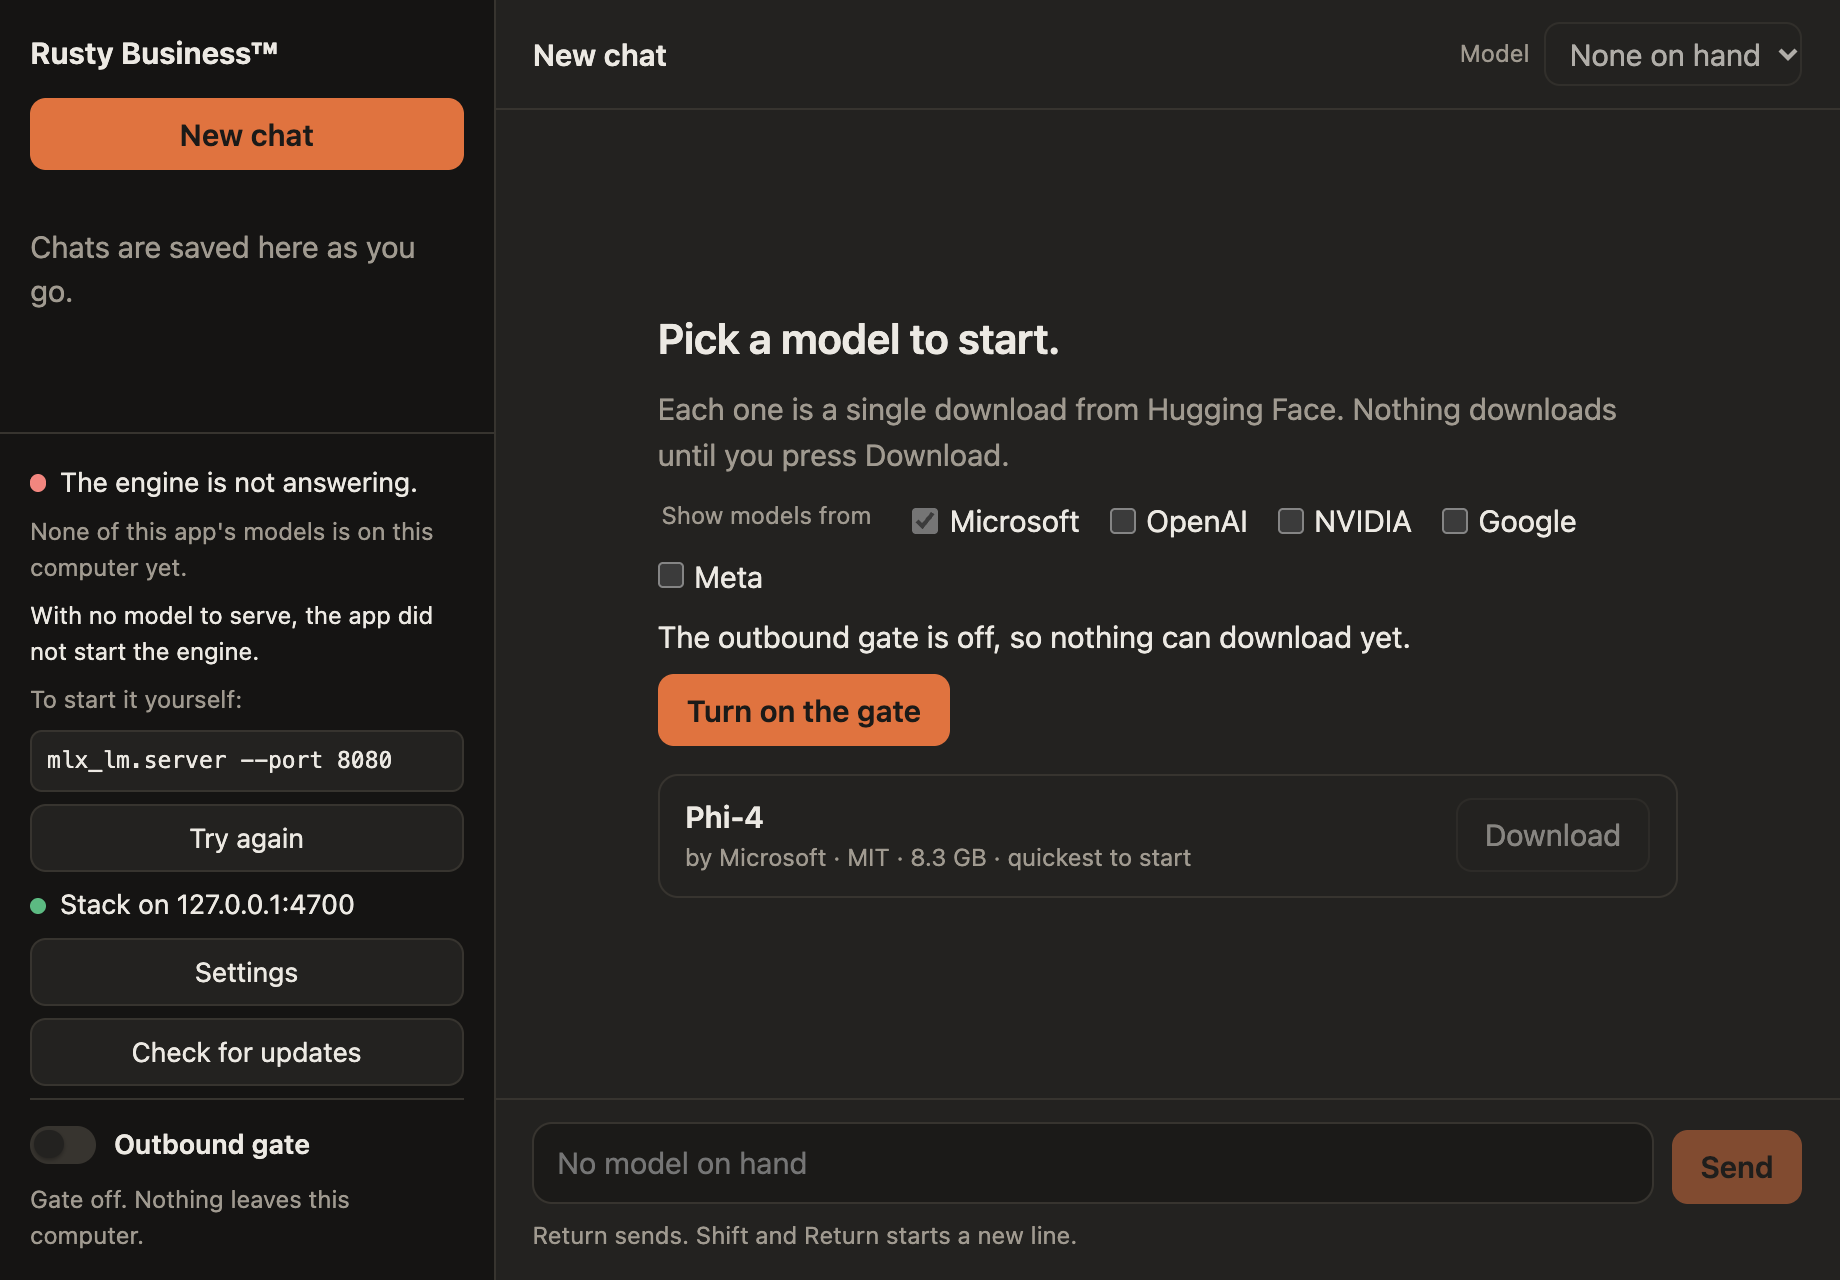 Rusty Business™
New chat
Chats are saved here as you
go.
The engine is not answering.
None of this app's models is on this
computer yet.
With no model to serve, the app did
not start the engine.
To start it yourself:
mlx_lm.server --port 8080
Try again
Stack on 127.0.0.1:4700
Settings
Check for updates
Outbound gate
Gate off. Nothing leaves this
computer.
New chat
Model
None on hand
Pick a model to start.
Each one is a single download from Hugging Face. Nothing downloads
until you press Download.
Show models from Microsoft OpenAI NVIDIA Google
Meta
The outbound gate is off, so nothing can download yet.
Turn on the gate
Phi-4
by Microsoft · MIT · 8.3 GB · quickest to start
Download
No model on hand
Send
Return sends. Shift and Return starts a new line.